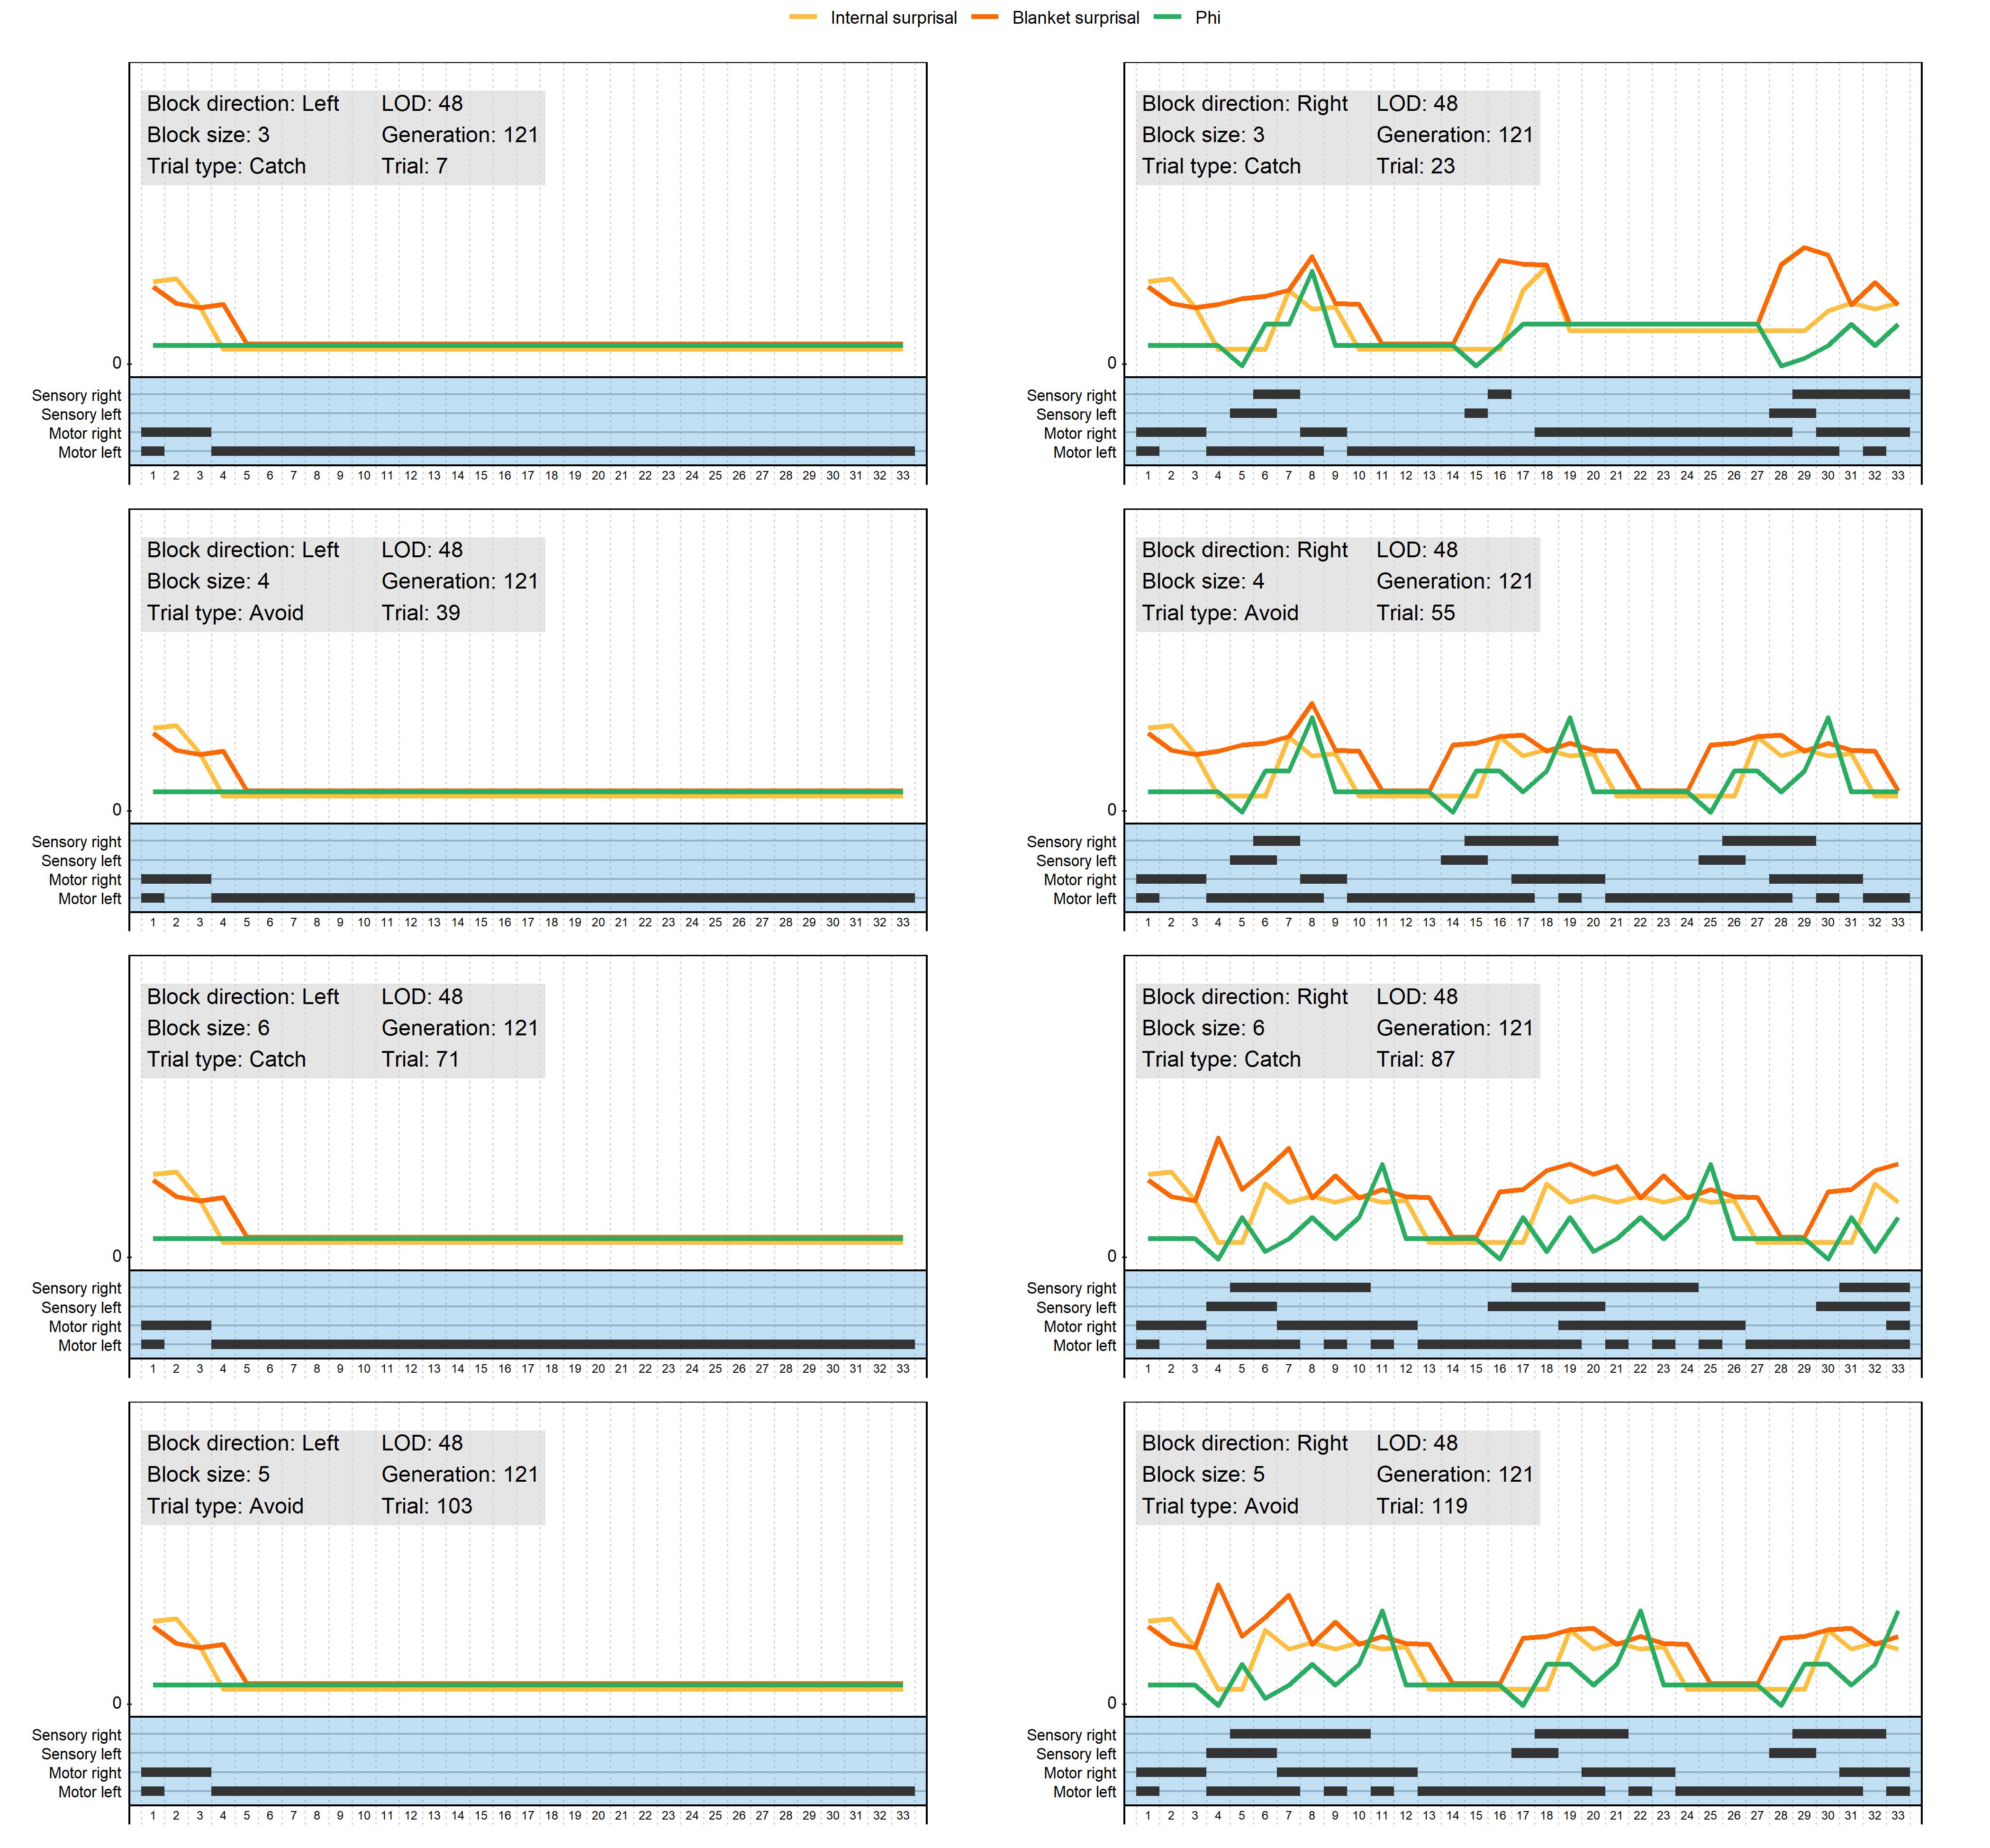 Internal surprisal Blanket surprisal Phi
Block direction: Left LOD: 48
Block size: 3 Generation: 121
Trial type: Catch Trial: 7
0
Sensory right
Sensory left
Motor right
Motor left
1 2 3 4 5 6 7 8 9 10 11 12 13 14 15 16 17 18 19 20 21 22 23 24 25 26 27 28 29 30 31 32 33
Block direction: Right LOD: 48
Block size: 3 Generation: 121
Trial type: Catch Trial: 23
0
Sensory right
Sensory left
Motor right
Motor left
1 2 3 4 5 6 7 8 9 10 11 12 13 14 15 16 17 18 19 20 21 22 23 24 25 26 27 28 29 30 31 32 33
Block direction: Left LOD: 48
Block size: 4 Generation: 121
Trial type: Avoid Trial: 39
0
Sensory right
Sensory left
Motor right
Motor left
1 2 3 4 5 6 7 8 9 10 11 12 13 14 15 16 17 18 19 20 21 22 23 24 25 26 27 28 29 30 31 32 33
Block direction: Right LOD: 48
Block size: 4 Generation: 121
Trial type: Avoid Trial: 55
0
Sensory right
Sensory left
Motor right
Motor left
1 2 3 4 5 6 7 8 9 10 11 12 13 14 15 16 17 18 19 20 21 22 23 24 25 26 27 28 29 30 31 32 33
Block direction: Left LOD: 48
Block size: 6 Generation: 121
Trial type: Catch Trial: 71
0
Sensory right
Sensory left
Motor right
Motor left
1 2 3 4 5 6 7 8 9 10 11 12 13 14 15 16 17 18 19 20 21 22 23 24 25 26 27 28 29 30 31 32 33
Block direction: Right LOD: 48
Block size: 6 Generation: 121
Trial type: Catch Trial: 87
0
Sensory right
Sensory left
Motor right
Motor left
1 2 3 4 5 6 7 8 9 10 11 12 13 14 15 16 17 18 19 20 21 22 23 24 25 26 27 28 29 30 31 32 33
Block direction: Left LOD: 48
Block size: 5 Generation: 121
Trial type: Avoid Trial: 103
0
Sensory right
Sensory left
Motor right
Motor left
1 2 3 4 5 6 7 8 9 10 11 12 13 14 15 16 17 18 19 20 21 22 23 24 25 26 27 28 29 30 31 32 33
Block direction: Right LOD: 48
Block size: 5 Generation: 121
Trial type: Avoid Trial: 119
0
Sensory right
Sensory left
Motor right
Motor left
1 2 3 4 5 6 7 8 9 10 11 12 13 14 15 16 17 18 19 20 21 22 23 24 25 26 27 28 29 30 31 32 33